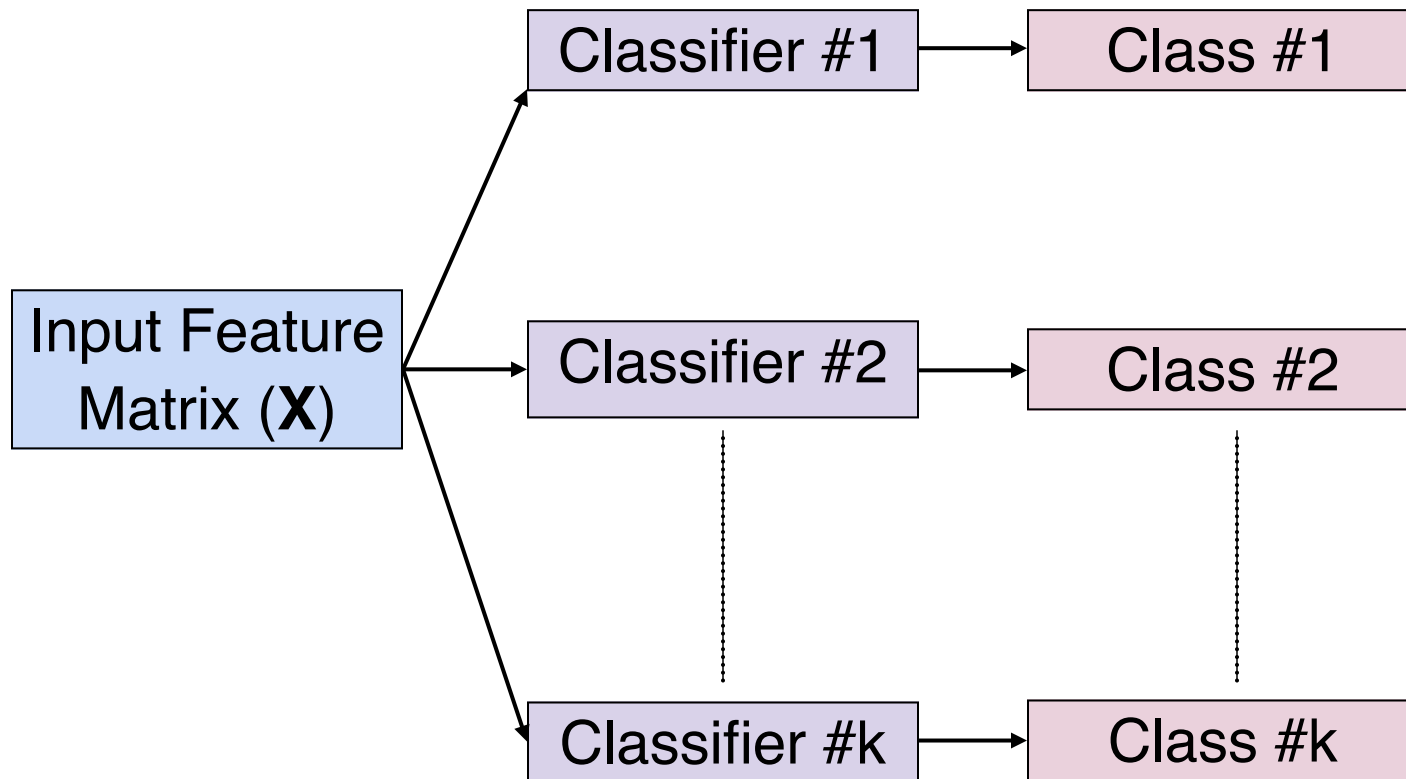 Classifier #1
Class #1
Input Feature
Matrix (X)
Classifier #2
Class #2
Classifier #k
Class #k